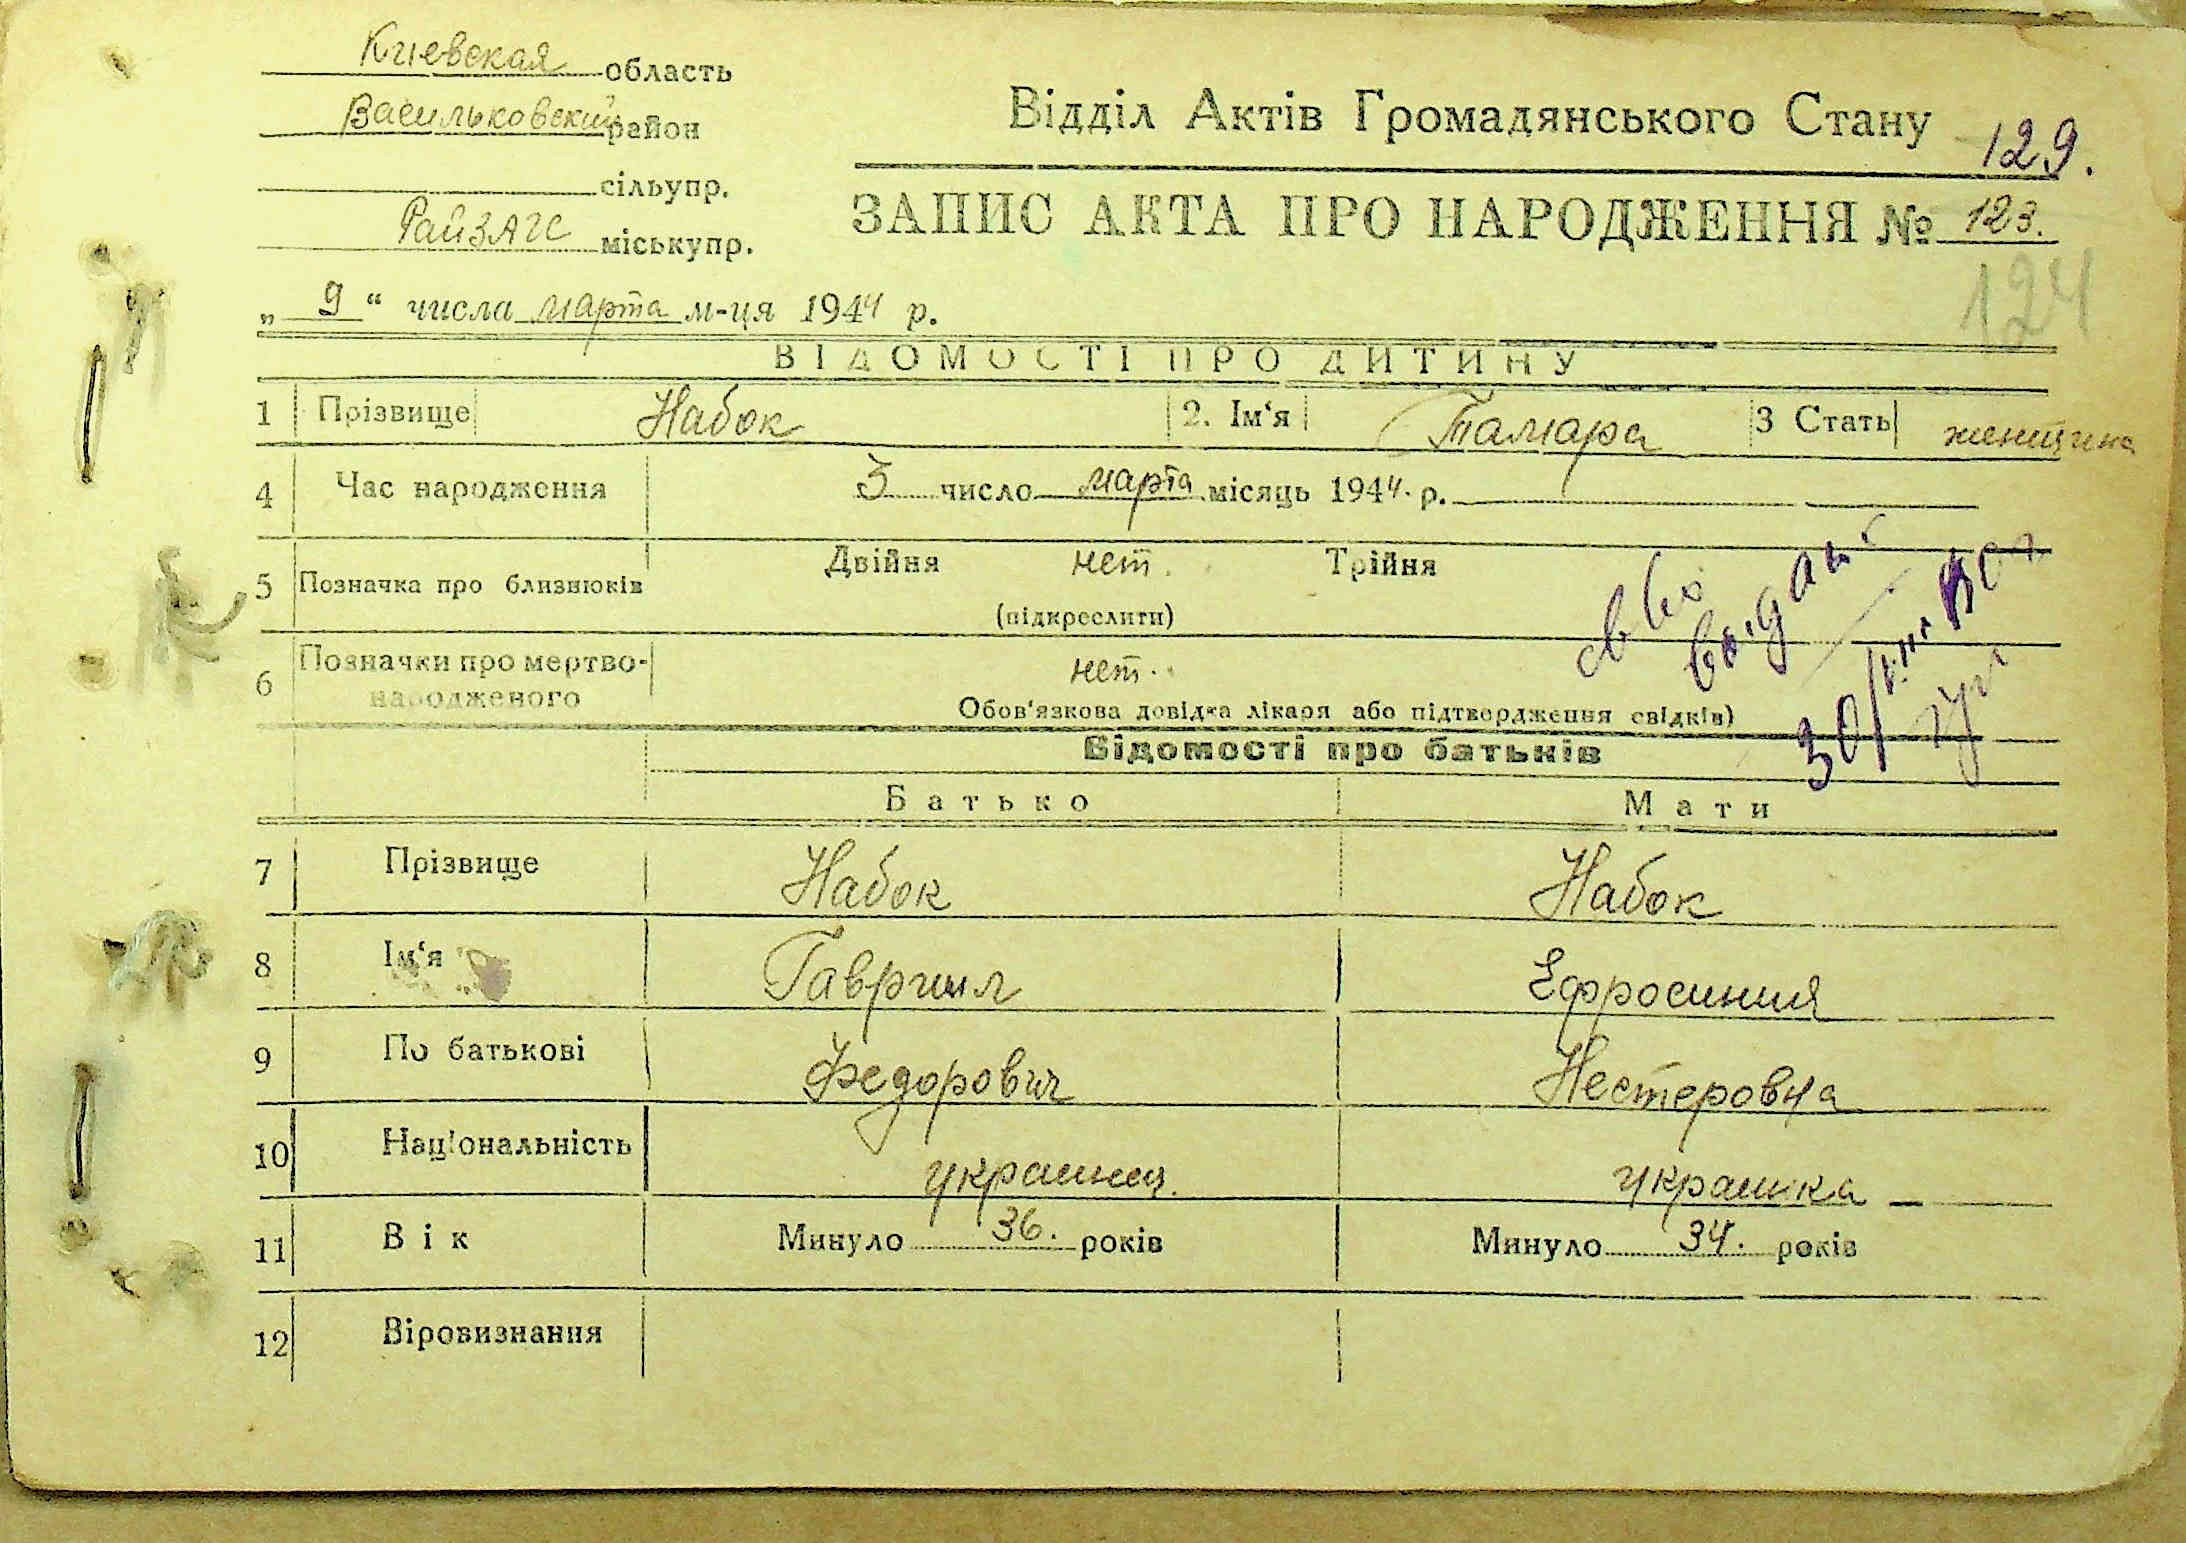 Киевская область
Васильковский район
сільупр.
РайЗАГС міськупр.
„ 9 “ числа марта м-ця 1944 р.
Відділ Актів Громадянського Стану
129.
ЗАПИС АКТА ПРО НАРОДЖЕННЯ № 123.
124
ВІДОМОСТІ ПРО ДИТИНУ
1 Прізвище Набок 2. Ім‘я Тамара 3 Стать женщина
4 Час народження 3 число марта місяць 1944. р.
5 Позначка про близнюків Двійня нет. Трійня
(підкреслити)
6 Позначки про мертво-
народженого нет.
Обов‘язкова довідка лікаря або підтвердження свідків)
Відомості про батьків
Батько Мати
7 Прізвище Набок Набок
8 Ім‘я Гавриил Ефросиния
9 По батькові Федорович Нестеровна
10 Національність украинец. украинка
11 Вік Минуло 36. років Минуло 34. років
12 Віровизнання